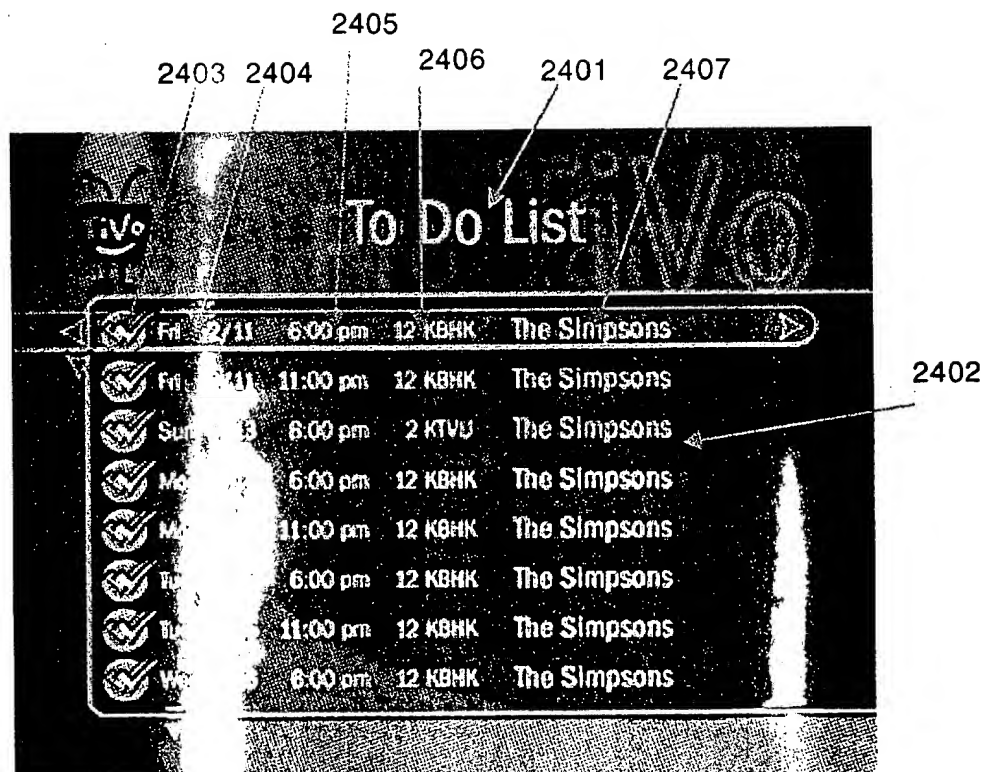 2405
2403 2404 2406 2401 2407
TiVo
TiVo
To Do List
Fri 2/11 6:00 pm 12 KBHK The Simpsons
Fri 11:00 pm 12 KBHK The Simpsons
2402
Sun 6:00 pm 2 KTVU The Simpsons
6:00 pm 12 KBHK The Simpsons
11:00 pm 12 KBHK The Simpsons
6:00 pm 12 KBHK The Simpsons
11:00 pm 12 KBHK The Simpsons
6:00 pm 12 KBHK The Simpsons